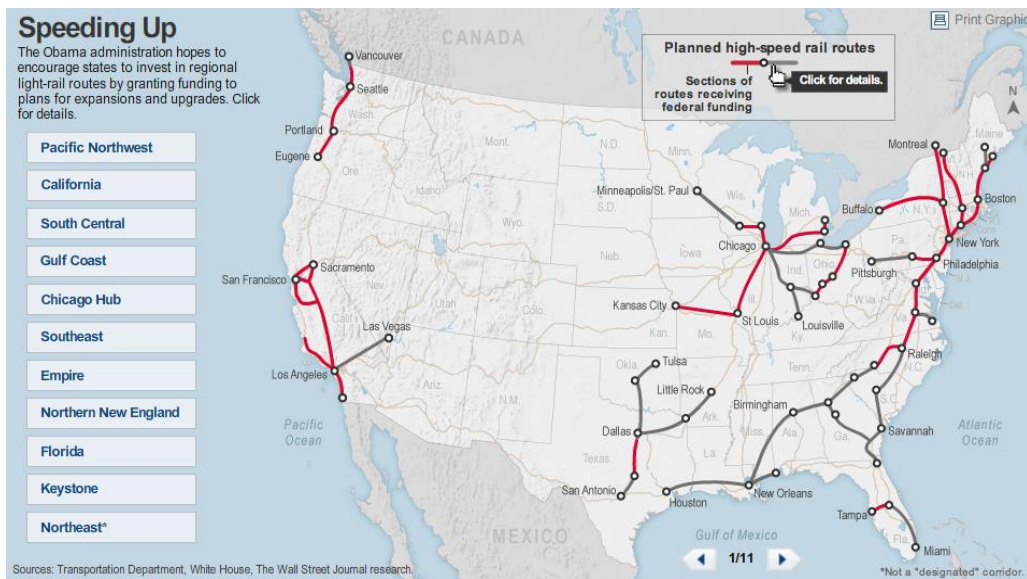 Speeding Up
The Obama administration hopes to
encourage states to invest in regional
light-rail routes by granting funding to
plans for expansions and upgrades. Click
for details.
Pacific Northwest
California
South Central
Gulf Coast
Chicago Hub
Southeast
Empire
Northern New England
Florida
Keystone
Northeast*
Print Graphic
Planned high-speed rail routes
Sections of
routes receiving
federal funding
Click for details.
N
CANADA
Vancouver
Seattle
Wash.
Portland
Eugene
Ore.
Idaho
Mont.
N.D.
Minn.
S.D.
Minneapolis/St. Paul
Wis.
Mich.
Montreal
Maine
N.H.
Buffalo
N.Y.
Boston
Wyo.
Neb.
Iowa
Chicago
New York
Pa.
Philadelphia
Pittsburgh
Ohio
Ind.
Ill.
San Francisco
Sacramento
Nev.
Utah
Colo.
Calif.
Las Vegas
Kansas City
Kan.
Mo.
St Louis
Louisville
Ky.
W.Va.
Va.
Del.
Raleigh
N.C.
Los Angeles
Ariz.
N.M.
Okla.
Tulsa
Little Rock
Ark.
Tenn.
S.C.
Pacific
Ocean
Dallas
Texas
Birmingham
Miss.
Ala.
Ga.
Savannah
Atlantic
Ocean
La.
San Antonio
Houston
New Orleans
Tampa
Fla.
Miami
MEXICO
Gulf of Mexico
1/11
Sources: Transportation Department, White House, The Wall Street Journal research.
*Not a "designated" corridor.